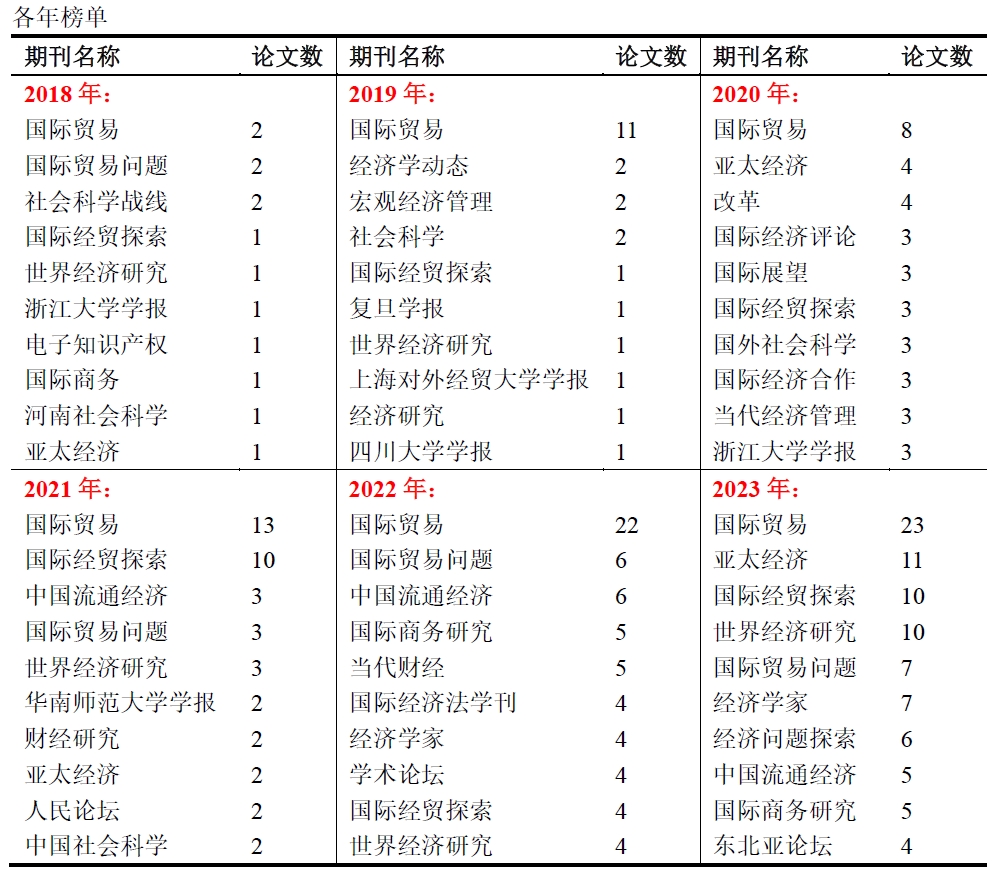 各年榜单
期刊名称 论文数 期刊名称 论文数 期刊名称 论文数
2018 年： 2019 年： 2020 年：
国际贸易 2 国际贸易 11 国际贸易 8
国际贸易问题 2 经济学动态 2 亚太经济 4
社会科学战线 2 宏观经济管理 2 改革 4
国际经贸探索 1 社会科学 2 国际经济评论 3
世界经济研究 1 国际经贸探索 1 国际展望 3
浙江大学学报 1 复旦学报 1 国际经贸探索 3
电子知识产权 1 世界经济研究 1 国外社会科学 3
国际商务 1 上海对外经贸大学学报 1 国际经济合作 3
河南社会科学 1 经济研究 1 当代经济管理 3
亚太经济 1 四川大学学报 1 浙江大学学报 3
2021 年： 2022 年： 2023 年：
国际贸易 13 国际贸易 22 国际贸易 23
国际经贸探索 10 国际贸易问题 6 亚太经济 11
中国流通经济 3 中国流通经济 6 国际经贸探索 10
国际贸易问题 3 国际商务研究 5 世界经济研究 10
世界经济研究 3 当代财经 5 国际贸易问题 7
华南师范大学学报 2 国际经济法学刊 4 经济学家 7
财经研究 2 经济学家 4 经济问题探索 6
亚太经济 2 学术论坛 4 中国流通经济 5
人民论坛 2 国际经贸探索 4 国际商务研究 5
中国社会科学 2 世界经济研究 4 东北亚论坛 4